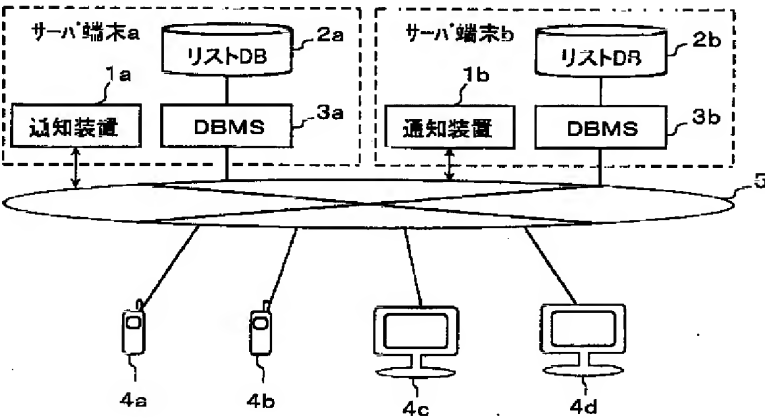 サーバ端末a
リストDB
2a
1a
通知装置
DBMS
3a
サーバ端末b
リストDB
2b
1b
通知装置
DBMS
3b
5
4a
4b
4c
4d